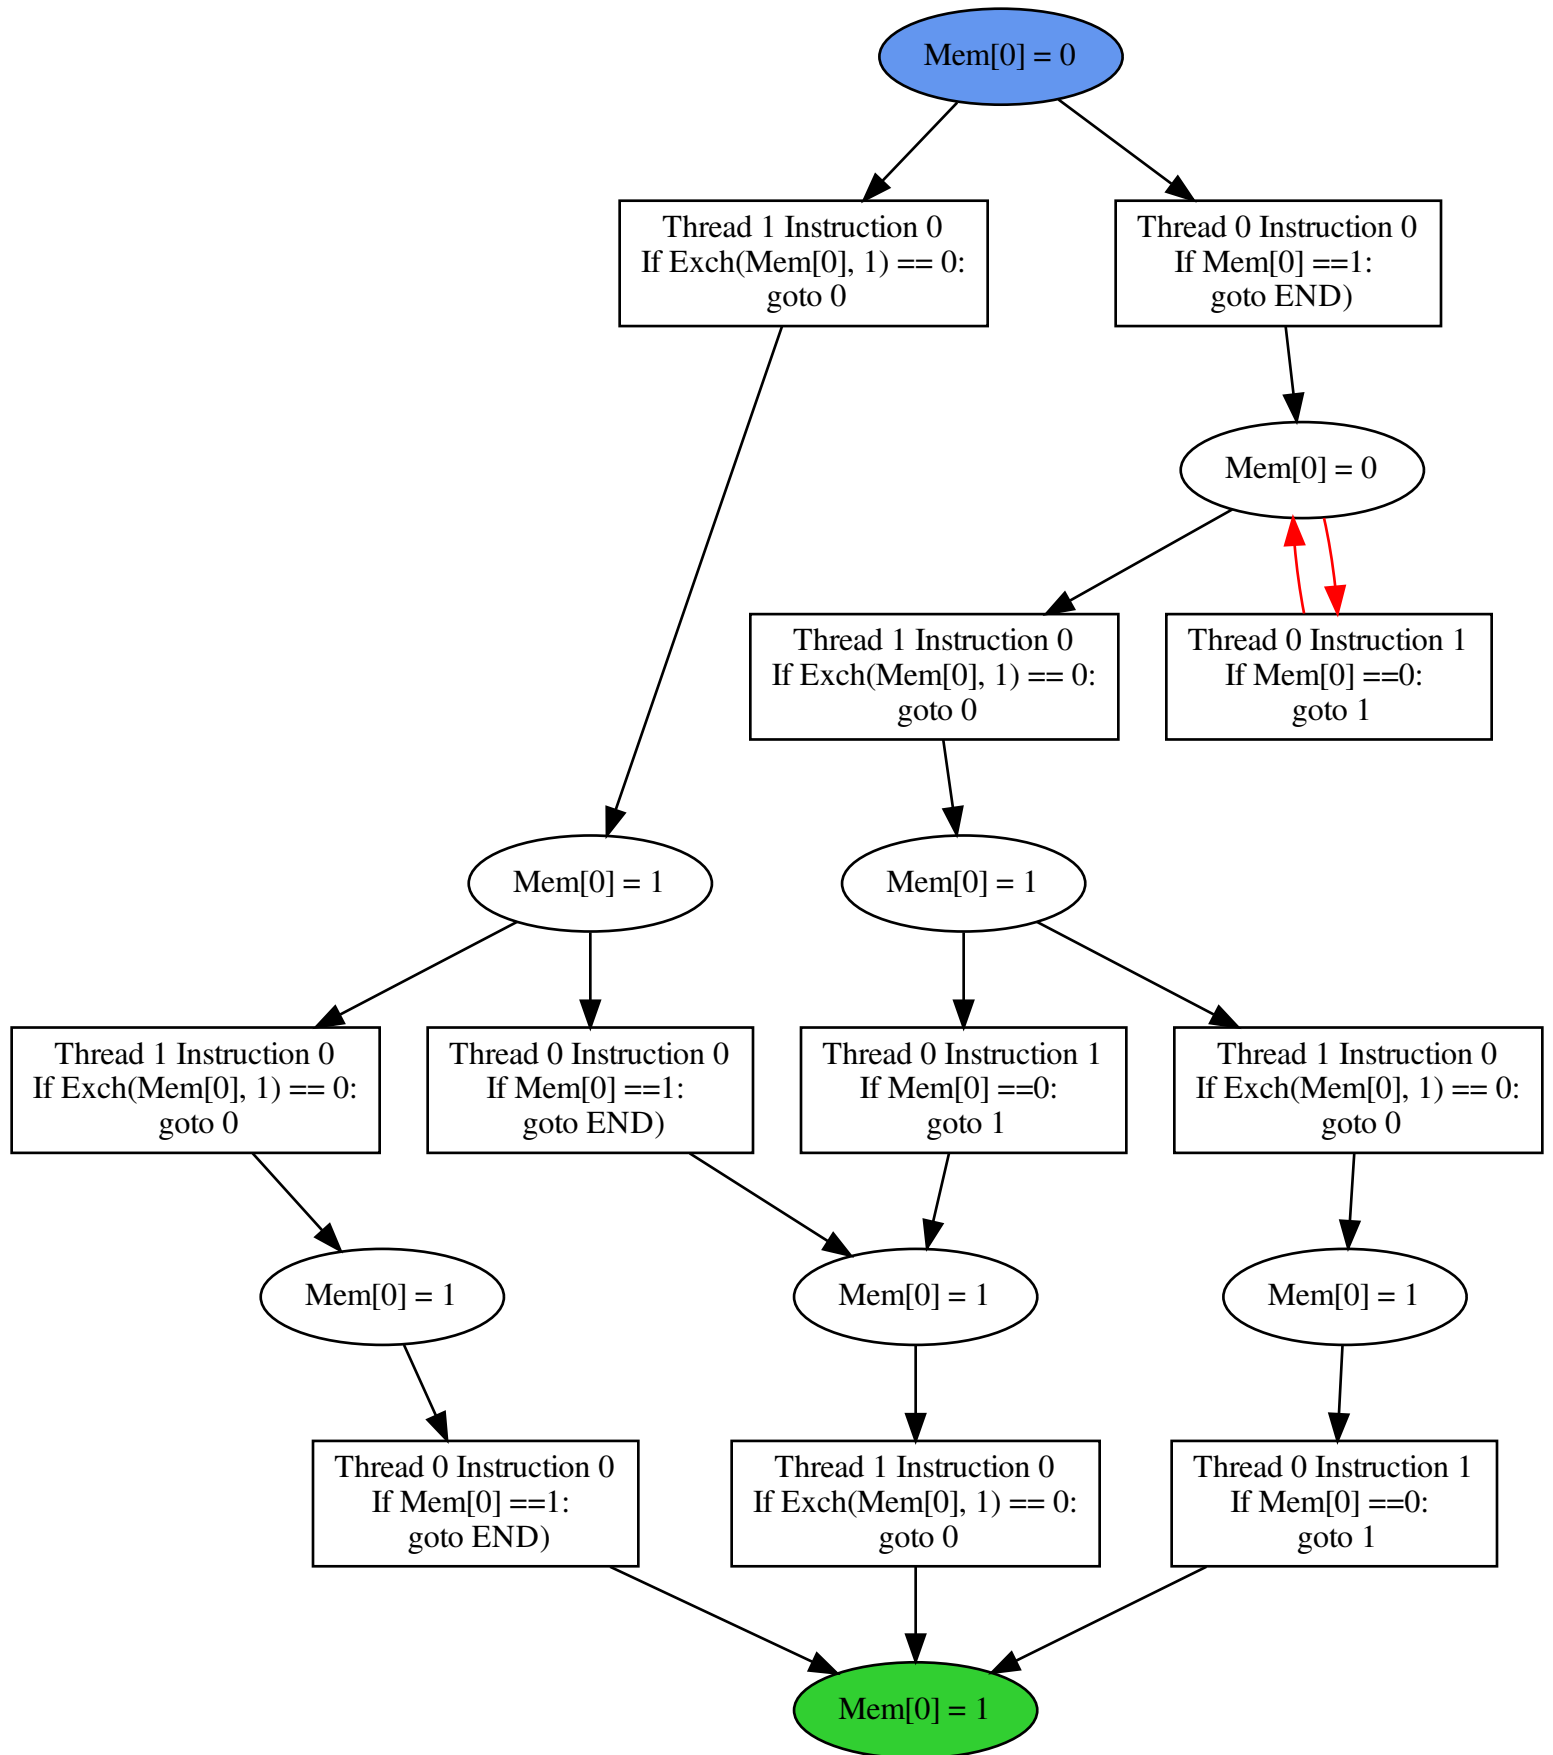 Mem[0] = 0
Thread 1 Instruction 0
If Exch(Mem[0], 1) == 0:
goto 0
Thread 0 Instruction 0
If Mem[0] ==1:
goto END)
Mem[0] = 0
Thread 1 Instruction 0
If Exch(Mem[0], 1) == 0:
goto 0
Thread 0 Instruction 1
If Mem[0] ==0:
goto 1
Mem[0] = 1
Mem[0] = 1
Thread 1 Instruction 0
If Exch(Mem[0], 1) == 0:
goto 0
Thread 0 Instruction 0
If Mem[0] ==1:
goto END)
Thread 0 Instruction 1
If Mem[0] ==0:
goto 1
Thread 1 Instruction 0
If Exch(Mem[0], 1) == 0:
goto 0
Mem[0] = 1
Mem[0] = 1
Mem[0] = 1
Thread 0 Instruction 0
If Mem[0] ==1:
goto END)
Thread 1 Instruction 0
If Exch(Mem[0], 1) == 0:
goto 0
Thread 0 Instruction 1
If Mem[0] ==0:
goto 1
Mem[0] = 1